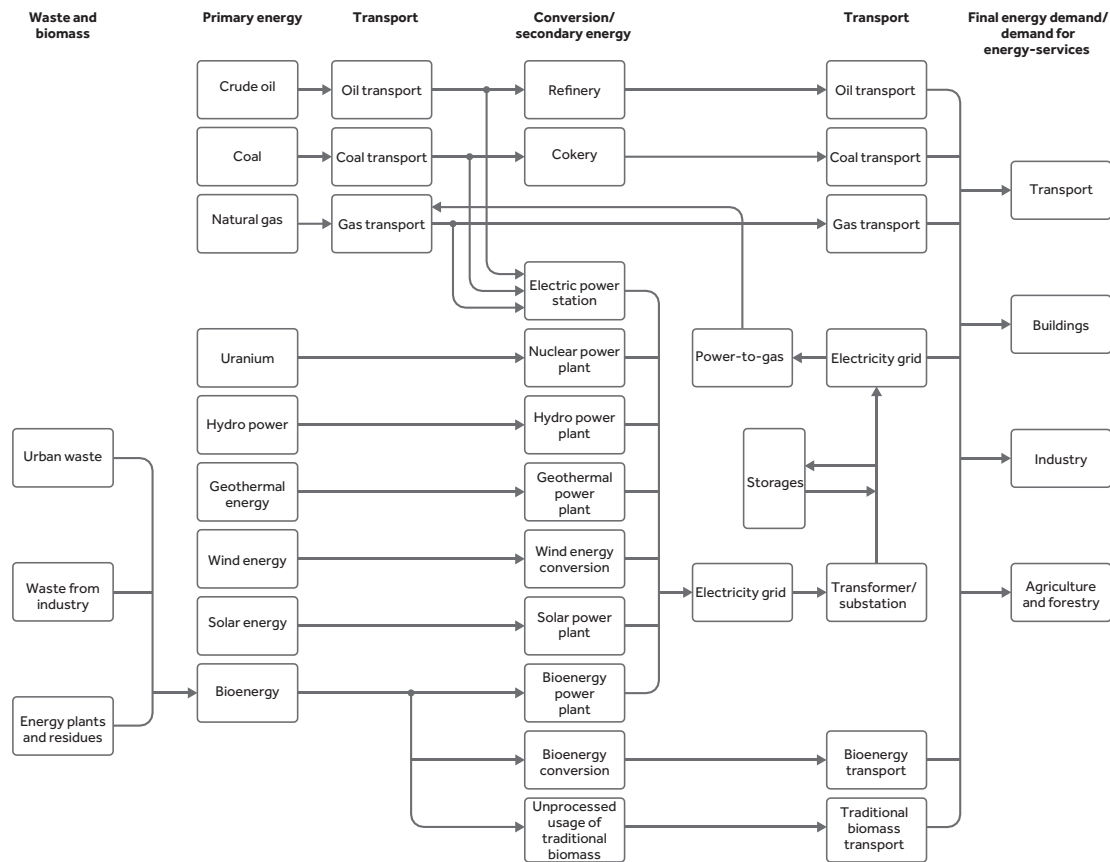 Waste and
biomass
Primary energy
Transport
Conversion/
secondary energy
Transport
Final energy demand/
demand for
energy-services
Crude oil
Oil transport
Refinery
Oil transport
Coal
Coal transport
Cokery
Coal transport
Transport
Natural gas
Gas transport
Gas transport
Electric power
station
Buildings
Uranium
Nuclear power
plant
Power-to-gas
Electricity grid
Hydro power
Hydro power
plant
Urban waste
Industry
Geothermal
energy
Geothermal
power
plant
Storages
Wind energy
Wind energy
conversion
Waste from
industry
Electricity grid
Transformer/
substation
Agriculture
and forestry
Solar energy
Solar power
plant
Bioenergy
Bioenergy
power
plant
Energy plants
and residues
Bioenergy
conversion
Bioenergy
transport
Unprocessed
usage of
traditional
biomass
Traditional
biomass
transport